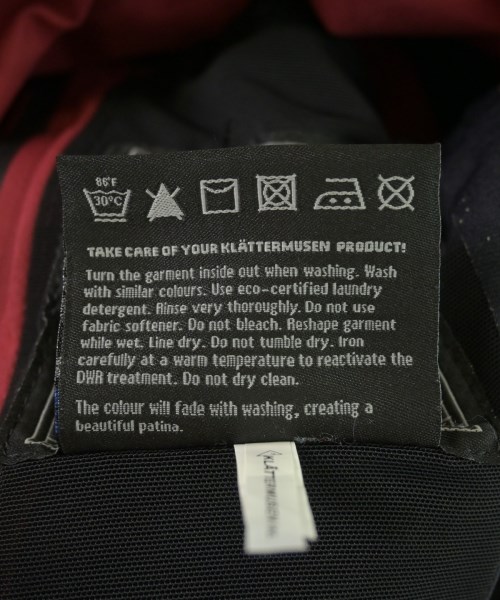 86°F
30°C
TAKE CARE OF YOUR KLÄTTERMUSEN PRODUCT!
Turn the garment inside out when washing. Wash
with similar colours. Use eco-certified laundry
detergent. Rinse very thoroughly. Do not use
fabric softener. Do not bleach. Reshape garment
while wet. Line dry. Do not tumble dry. Iron
carefully at a warm temperature to reactivate the
DWR treatment. Do not dry clean.
The colour will fade with washing, creating a
beautiful patina.